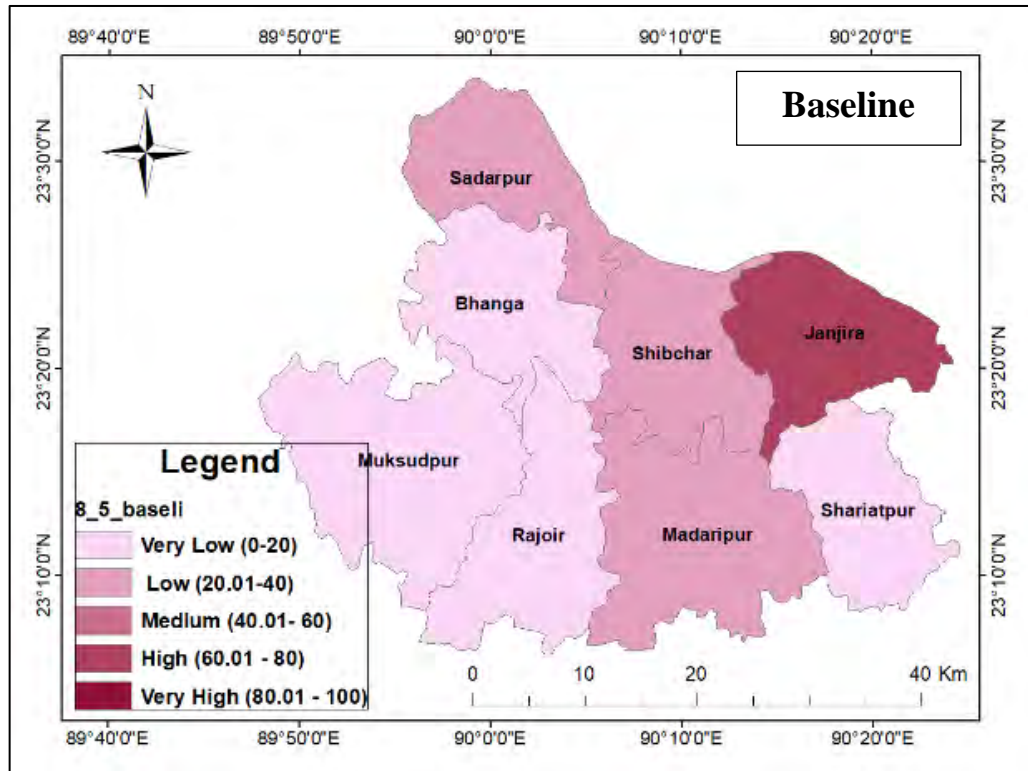 89°40'0"E 89°50'0"E 90°0'0"E 90°10'0"E 90°20'0"E
N
Baseline
23°30'0"N
23°30'0"N
Sadarpur
Bhanga
Janjira
Shibchar
23°20'0"N
23°20'0"N
Legend
Muksudpur
8_5_baseli
Shariatpur
Rajoir
Madaripur
Very Low (0-20)
Low (20.01-40)
23°10'0"N
23°10'0"N
Medium (40.01- 60)
High (60.01 - 80)
Very High (80.01 - 100)
0 10 20 40 Km
89°40'0"E 89°50'0"E 90°0'0"E 90°10'0"E 90°20'0"E